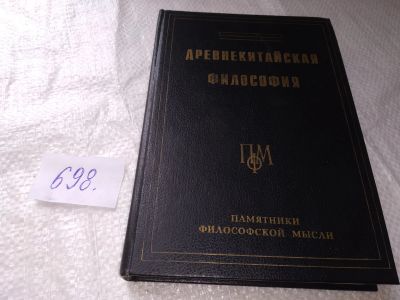 ДРЕВНЕКИТАЙСКАЯ
ФИЛОСОФИЯ
ПФМ
ПАМЯТНИКИ
ФИЛОСОФСКОЙ МЫСЛИ
698.